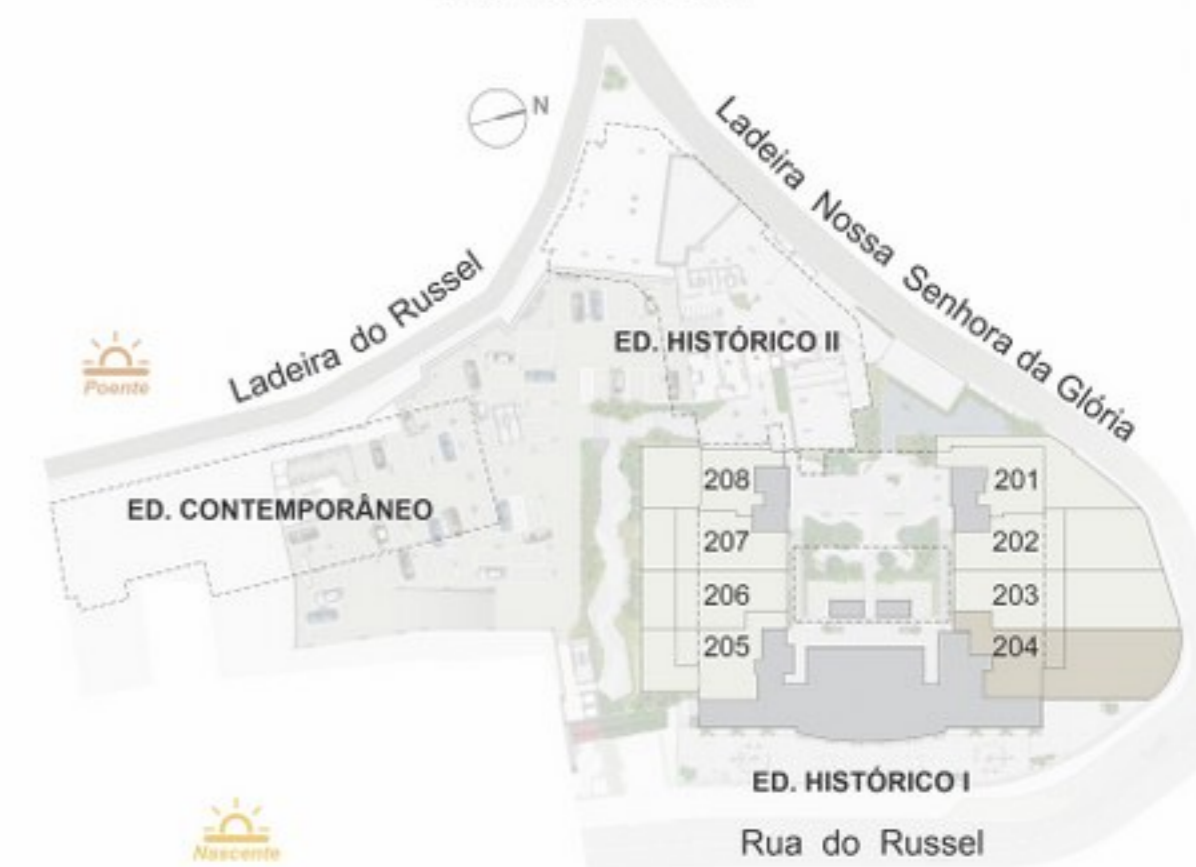 N
Ladeira Nossa Senhora da Glória
Ladeira do Russel
Poente
ED. HISTÓRICO II
ED. CONTEMPORÂNEO
208
201
207
202
206
203
205
204
ED. HISTÓRICO I
Nascente
Rua do Russel